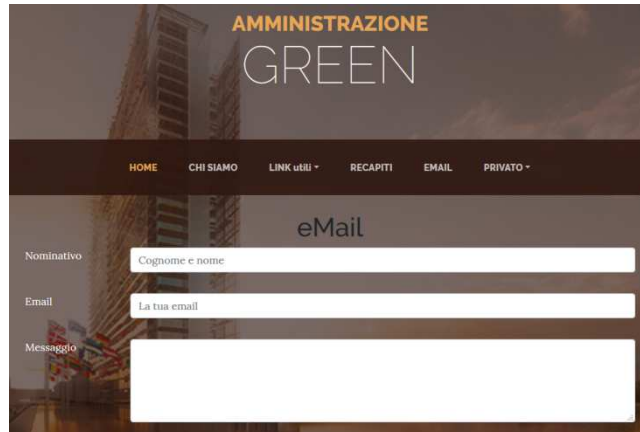 AMMINISTRAZIONE
GREEN
HOME CHI SIAMO LINK utili RECAPITI EMAIL PRIVATO
eMail
Nominativo Cognome e nome
Email La tua email
Messaggio